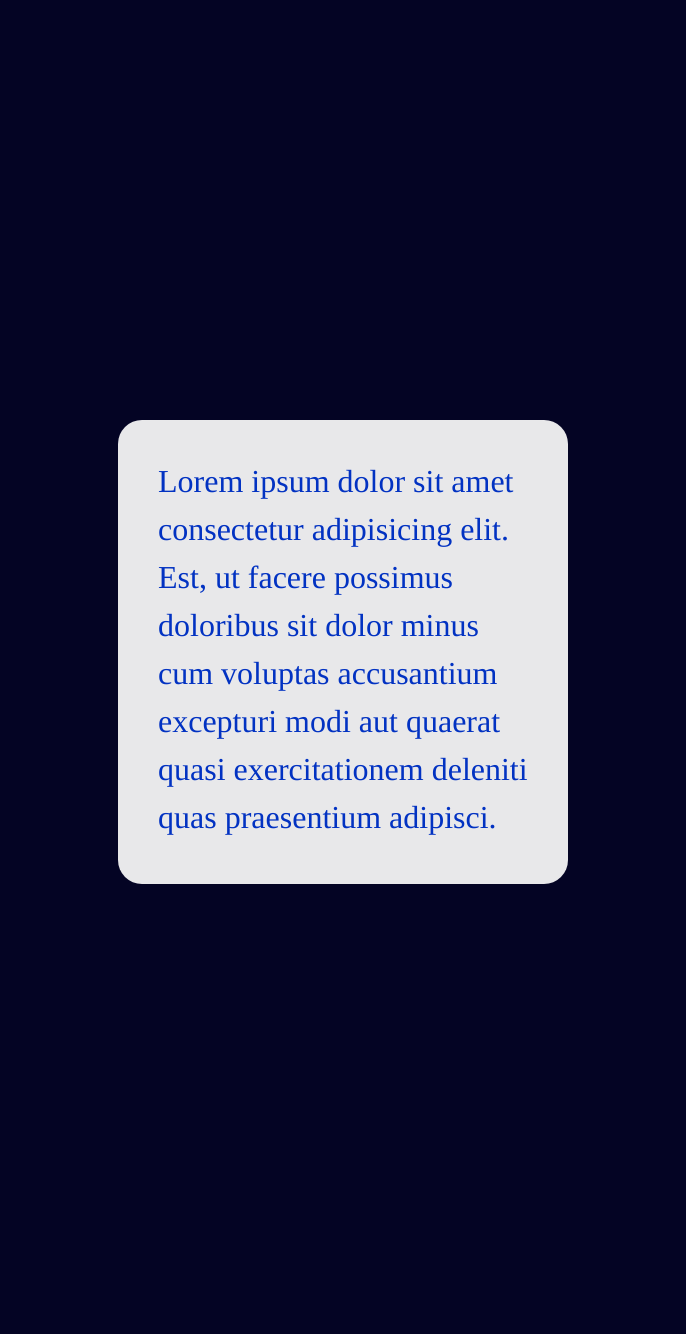 Lorem ipsum dolor sit amet
consectetur adipisicing elit.
Est, ut facere possimus
doloribus sit dolor minus
cum voluptas accusantium
excepturi modi aut quaerat
quasi exercitationem deleniti
quas praesentium adipisci.